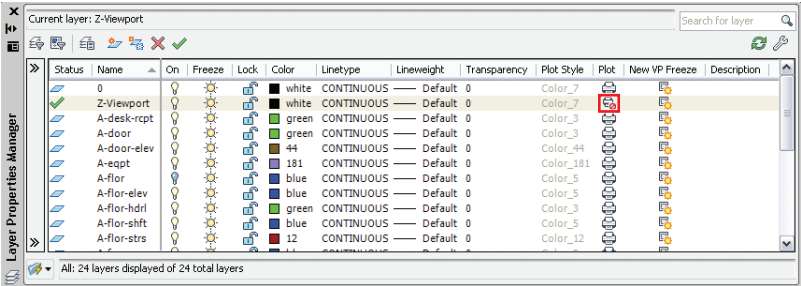 Current layer: Z-Viewport
Search for layer
Status Name On Freeze Lock Color Linetype Lineweight Transparency Plot Style Plot New VP Freeze Description
0 white CONTINUOUS Default 0 Color_7
Z-Viewport white CONTINUOUS Default 0 Color_7
A-desk-rcpt green CONTINUOUS Default 0 Color_3
A-door green CONTINUOUS Default 0 Color_3
A-door-elev 44 CONTINUOUS Default 0 Color_44
A-eqpt 181 CONTINUOUS Default 0 Color_181
A-flor blue CONTINUOUS Default 0 Color_5
A-flor-elev blue CONTINUOUS Default 0 Color_5
A-flor-hdrl green CONTINUOUS Default 0 Color_3
A-flor-shft blue CONTINUOUS Default 0 Color_5
A-flor-strs 12 CONTINUOUS Default 0 Color_12
All: 24 layers displayed of 24 total layers
Layer Properties Manager